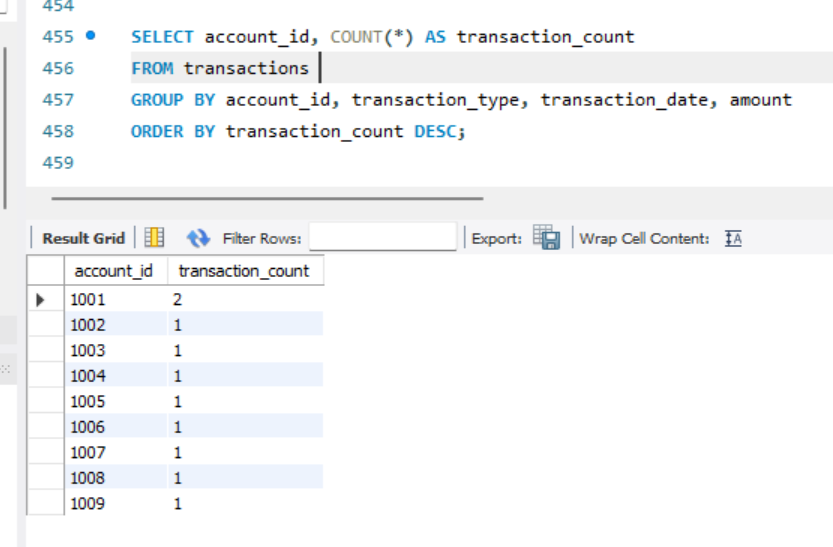 454
455 SELECT account_id, COUNT(*) AS transaction_count
456 FROM transactions
457 GROUP BY account_id, transaction_type, transaction_date, amount
458 ORDER BY transaction_count DESC;
459
Result Grid Filter Rows: Export: Wrap Cell Content: IA
account_id transaction_count
1001 2
1002 1
1003 1
1004 1
1005 1
1006 1
1007 1
1008 1
1009 1